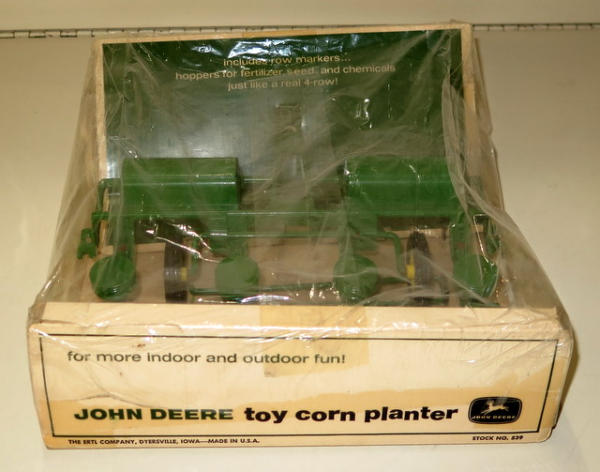 includes row markers...
hoppers for fertilizer, seed, and chemicals
just like a real 4-row!
for more indoor and outdoor fun!
JOHN DEERE toy corn planter
JOHN DEERE
THE ERTL COMPANY, DYERSVILLE, IOWA—MADE IN U.S.A.
STOCK NO. 539